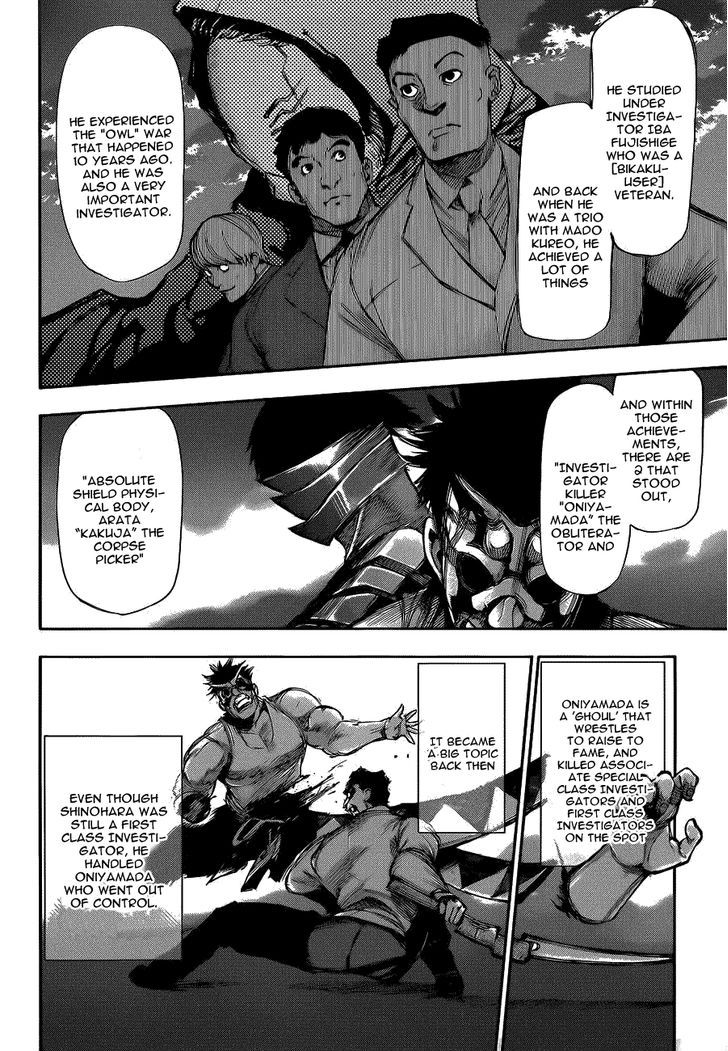 HE STUDIED
UNDER
INVESTIGA-
TOR IBA
FUJISHIGE
WHO WAS A
[BIKAKU-
USER]
VETERAN.
AND BACK
WHEN HE
WAS A TRIO
WITH MADO
KUREO, HE
ACHIEVED
A LOT OF
THINGS
HE EXPERIENCED
THE "OWL" WAR
THAT HAPPENED
10 YEARS AGO.
AND HE WAS
ALSO A VERY
IMPORTANT
INVESTIGATOR.
AND WITHIN
THOSE
ACHIEVE-
MENTS,
THERE ARE
2 THAT
STOOD
OUT,
"INVESTI-
GATOR
KILLER
"ONIYA-
MADA" THE
OBLITERA-
TOR AND
"ABSOLUTE
SHIELD PHYSI-
CAL BODY,
ARATA
"KAKUJA" THE
CORPSE
PICKER"
ONIYAMADA IS
A 'GHOUL' THAT
WRESTLES
TO RAISE TO
FAME, AND
KILLED ASSOCI-
ATE SPECIAL
CLASS INVESTI-
GATORS AND
FIRST CLASS
INVESTIGATORS
ON THE SPOT
IT BECAME
A BIG TOPIC
BACK THEN
EVEN THOUGH
SHINOHARA WAS
STILL A FIRST
CLASS INVESTI-
GATOR, HE
HANDLED
ONIYAMADA
WHO WENT OUT
OF CONTROL.